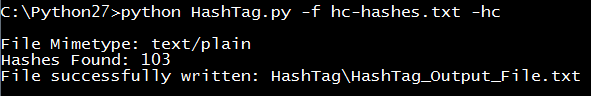 C:\Python27>python HashTag.py -f hc-hashes.txt -hc
File Mimetype: text/plain
Hashes Found: 103
File successfully written: HashTag\HashTag_Output_File.txt